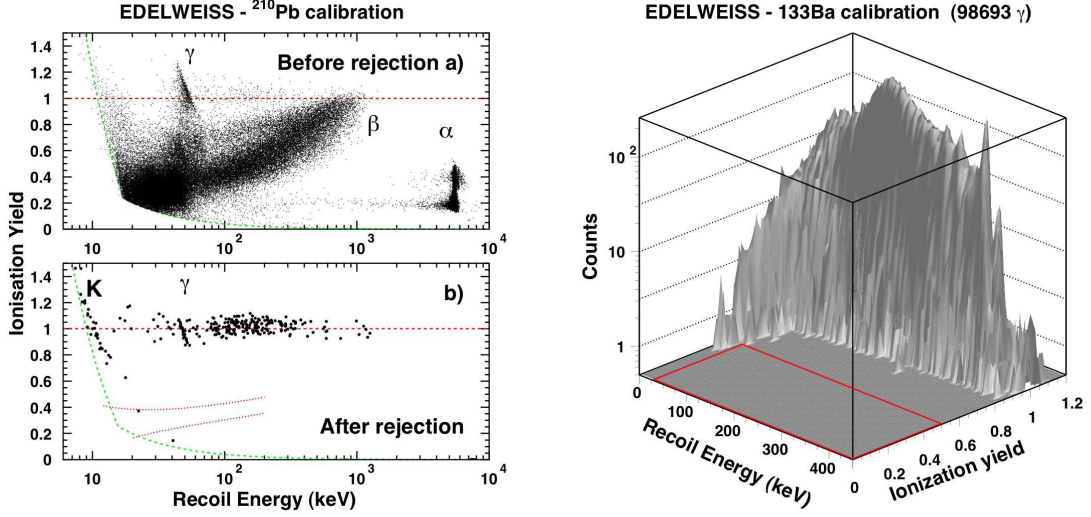 EDELWEISS - ²¹⁰Pb calibration
1.4
1.2
1
0.8
0.6
0.4
0.2
0
γ
Before rejection a)
β
α
10
10²
10³
10⁴
Ionisation Yield
1.4
1.2
1
0.8
0.6
0.4
0.2
0
K
γ
b)
After rejection
10
10²
10³
10⁴
Recoil Energy (keV)
EDELWEISS - 133Ba calibration (98693 γ)
Counts
10²
10
1
0
100
200
300
400
Recoil Energy (keV)
0
0.2
0.4
0.6
0.8
1
1.2
Ionization yield